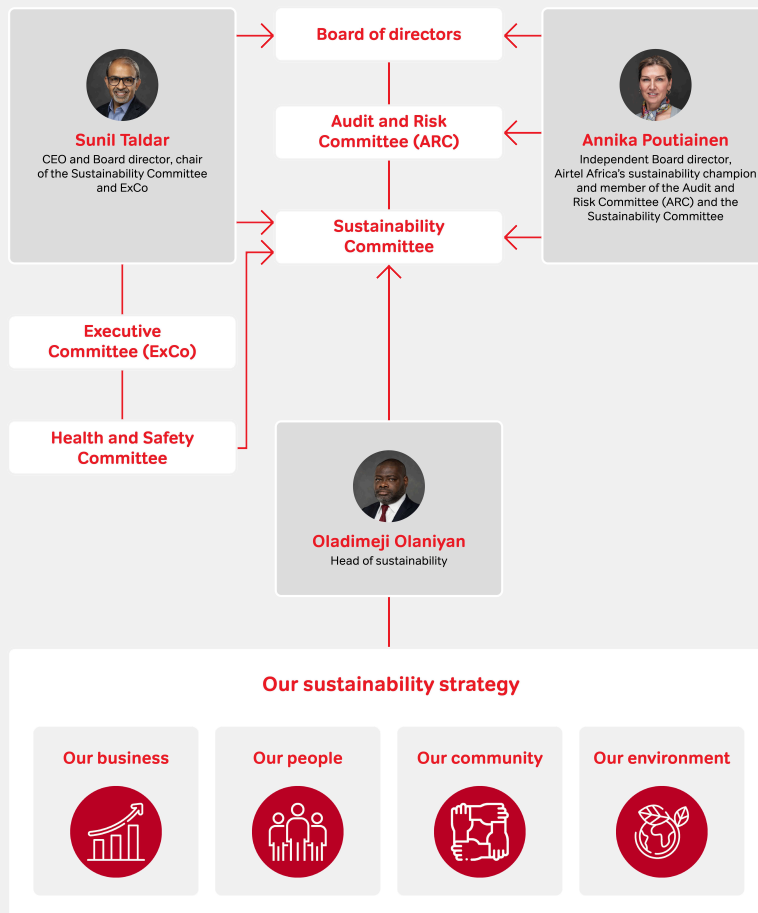 Board of directors
Sunil Taldar
CEO and Board director, chair
of the Sustainability Committee
and ExCo
Audit and Risk
Committee (ARC)
Annika Poutiainen
Independent Board director,
Airtel Africa's sustainability champion
and member of the Audit and
Risk Committee (ARC) and the
Sustainability Committee
Sustainability
Committee
Executive
Committee (ExCo)
Health and Safety
Committee
Oladimeji Olaniyan
Head of sustainability
Our sustainability strategy
Our business
Our people
Our community
Our environment